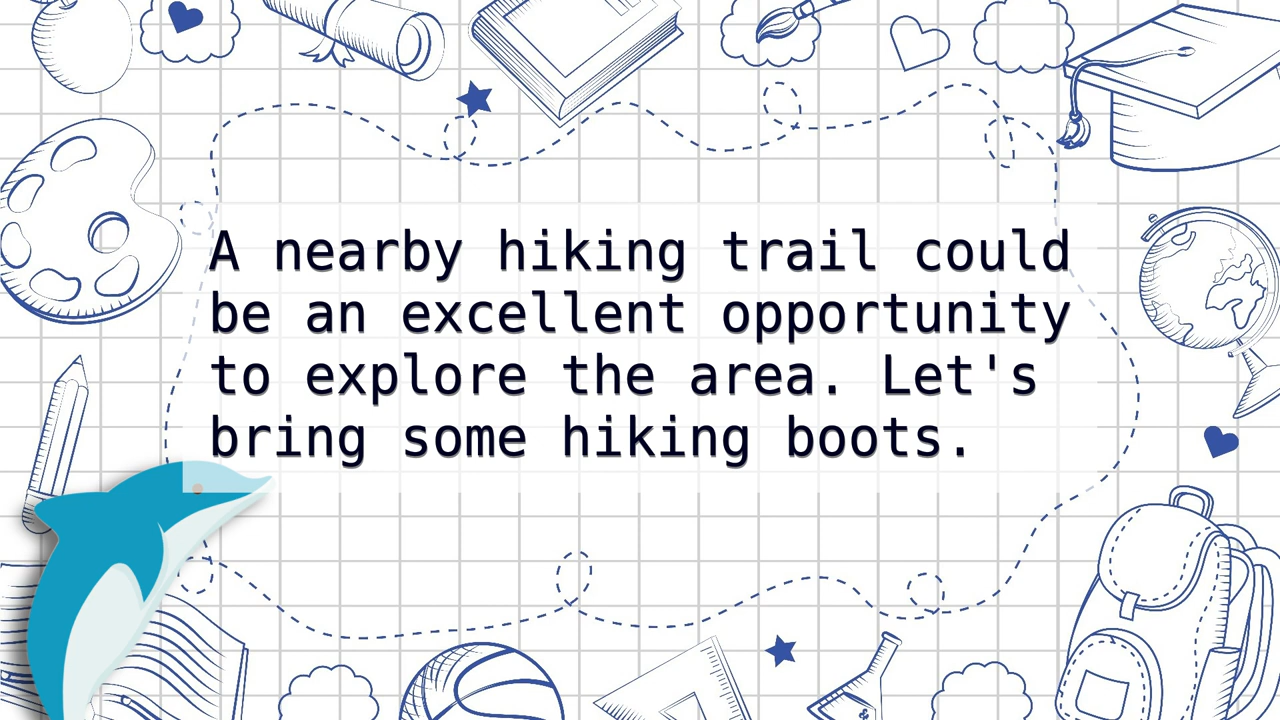 A nearby hiking trail could
be an excellent opportunity
to explore the area. Let's
bring some hiking boots.